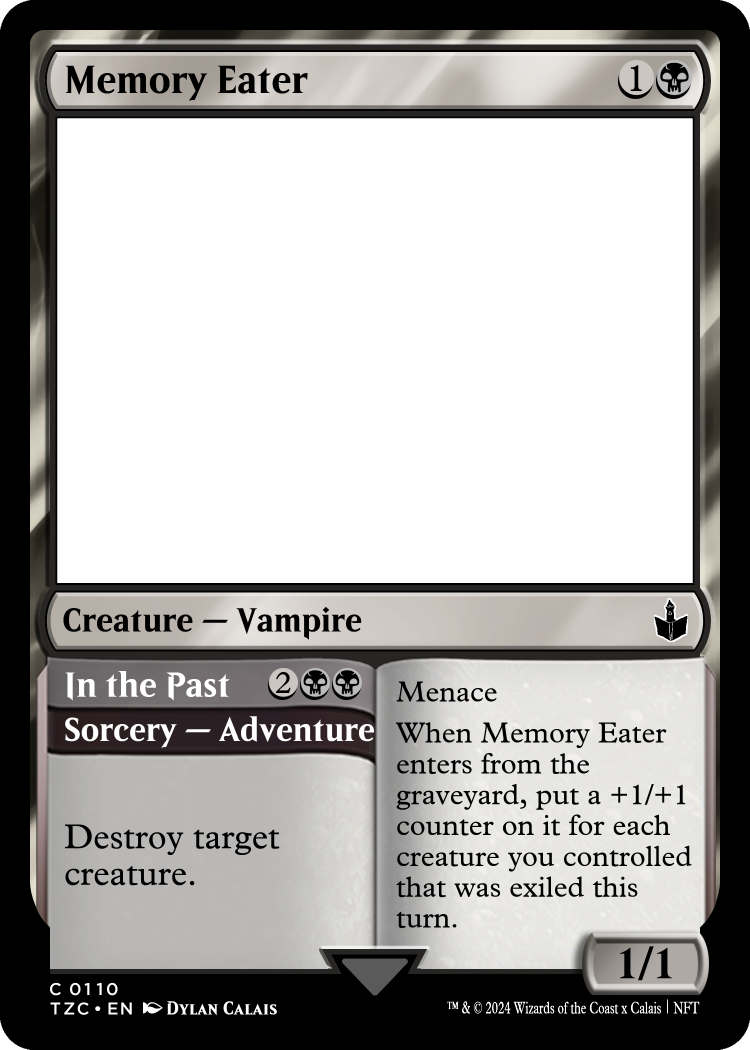 Memory Eater 1
Creature — Vampire
In the Past 2
Sorcery — Adventure
Destroy target
creature.
Menace
When Memory Eater
enters from the
graveyard, put a +1/+1
counter on it for each
creature you controlled
that was exiled this
turn.
1/1
C 0110
TZC • EN DYLAN CALAIS
™ & © 2024 Wizards of the Coast x Calais | NFT